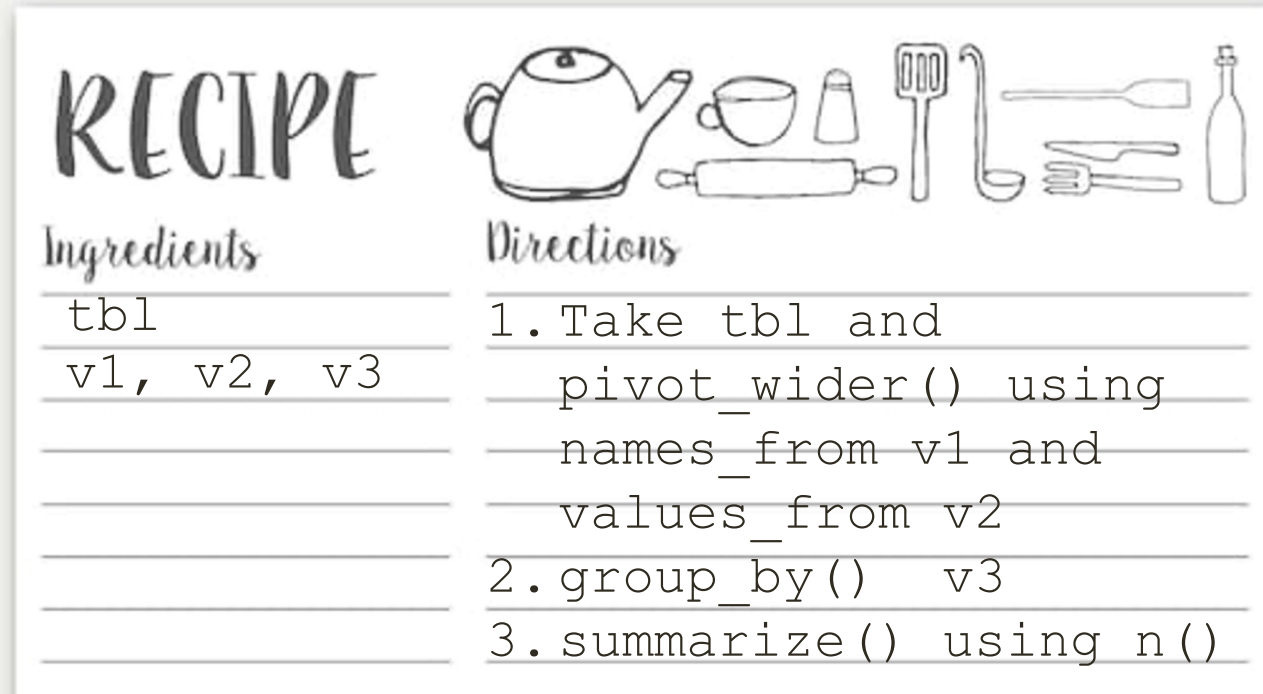 RECIPE
Ingredients
tbl
v1, v2, v3
Directions
1. Take tbl and
pivot_wider() using
names_from v1 and
values_from v2
2. group_by() v3
3. summarize() using n()